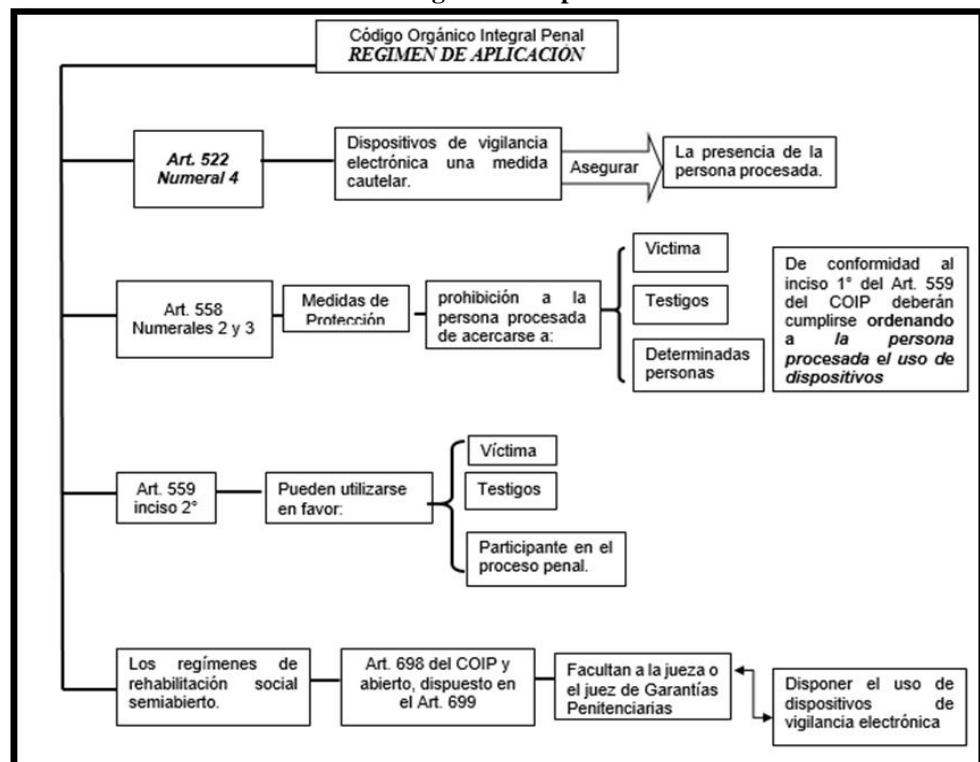 Código Orgánico Integral Penal
REGIMEN DE APLICACIÓN
Art. 522
Numeral 4
Dispositivos de vigilancia
electrónica una medida
cautelar.
Asegurar
La presencia de la
persona procesada.
Art. 558
Numerales 2 y 3
Medidas de
Protección
prohibición a la
persona procesada
de acercarse a:
Victima
Testigos
Determinadas
personas
De conformidad al
inciso 1° del Art. 559
del COIP deberán
cumplirse ordenando
a la persona
procesada el uso de
dispositivos
Art. 559
inciso 2°
Pueden utilizarse
en favor:
Víctima
Testigos
Participante en el
proceso penal.
Los regímenes de
rehabilitación social
semiabierto.
Art. 698 del COIP y
abierto, dispuesto en
el Art. 699
Facultan a la jueza o
el juez de Garantías
Penitenciarias
Disponer el uso de
dispositivos de
vigilancia electrónica